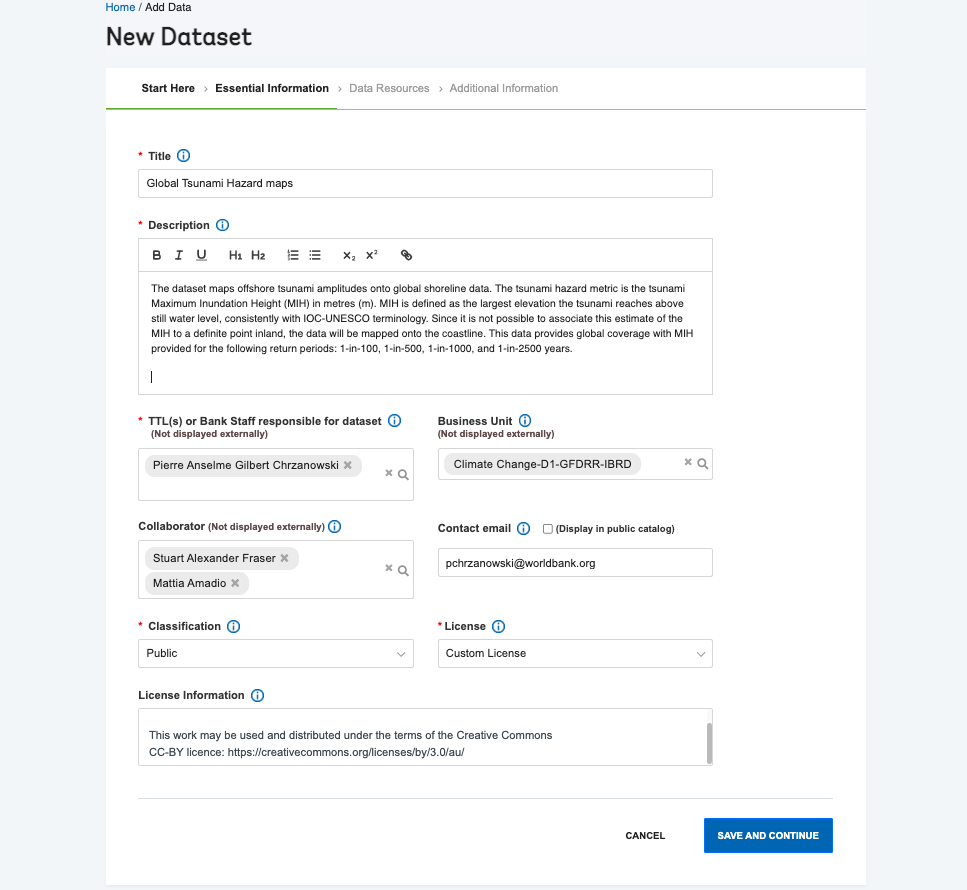 Home / Add Data
New Dataset
Start Here › Essential Information › Data Resources › Additional Information
* Title
Global Tsunami Hazard maps
* Description
B I U H1 H2 x₂ x²
The dataset maps offshore tsunami amplitudes onto global shoreline data. The tsunami hazard metric is the tsunami
Maximum Inundation Height (MIH) in metres (m). MIH is defined as the largest elevation the tsunami reaches above
still water level, consistently with IOC-UNESCO terminology. Since it is not possible to associate this estimate of the
MIH to a definite point inland, the data will be mapped onto the coastline. This data provides global coverage with MIH
provided for the following return periods: 1-in-100, 1-in-500, 1-in-1000, and 1-in-2500 years.
* TTL(s) or Bank Staff responsible for dataset
(Not displayed externally)
Pierre Anselme Gilbert Chrzanowski
Business Unit
(Not displayed externally)
Climate Change-D1-GFDRR-IBRD
Collaborator (Not displayed externally)
Stuart Alexander Fraser
Mattia Amadio
Contact email (Display in public catalog)
pchrzanowski@worldbank.org
* Classification
Public
* License
Custom License
License Information
This work may be used and distributed under the terms of the Creative Commons
CC-BY licence: https://creativecommons.org/licenses/by/3.0/au/
CANCEL
SAVE AND CONTINUE